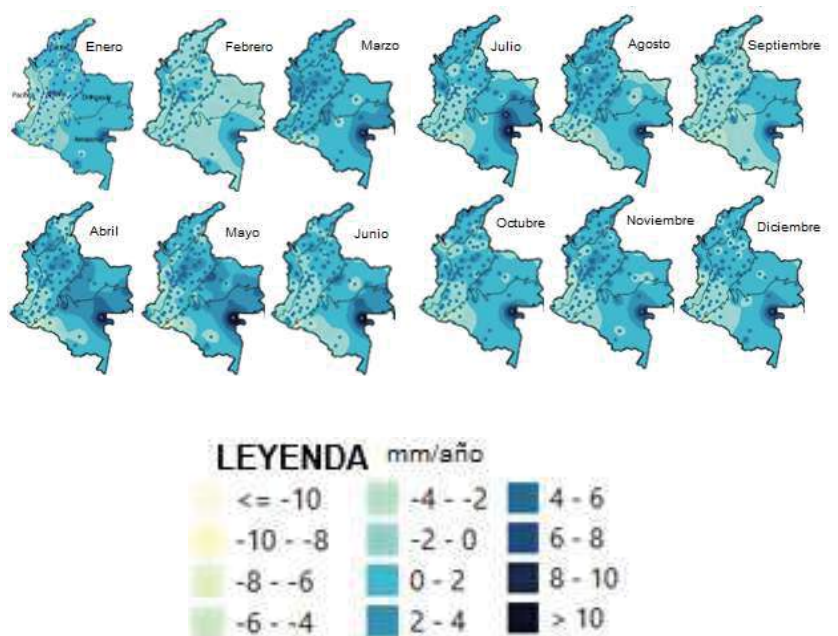 Enero
Febrero
Marzo
Julio
Agosto
Septiembre
Pacífica
Abril
Mayo
Junio
Octubre
Noviembre
Diciembre
LEYENDA mm/año
<= -10
-10 - -8
-8 - -6
-6 - -4
-4 - -2
-2 - 0
0 - 2
2 - 4
4 - 6
6 - 8
8 - 10
> 10